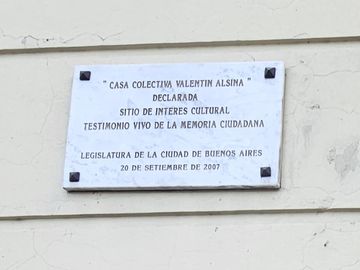 " CASA COLECTIVA VALENTIN ALSINA "
DECLARADA
SITIO DE INTERES CULTURAL
TESTIMONIO VIVO DE LA MEMORIA CIUDADANA
LEGISLATURA DE LA CIUDAD DE BUENOS AIRES
20 DE SETIEMBRE DE 2007